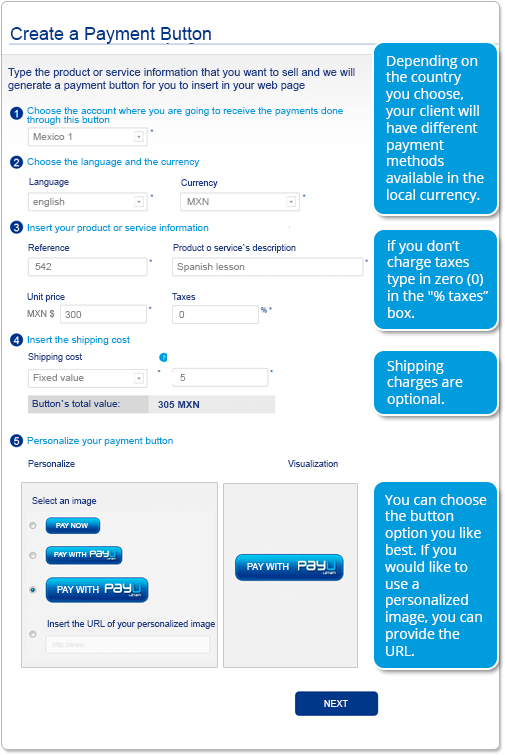 Create a Payment Button
Type the product or service information that you want to sell and we will
generate a payment button for you to insert in your web page
1 Choose the account where you are going to receive the payments done
through this button
Mexico 1 *
2 Choose the language and the currency
Language
Currency
english *
MXN *
3 Insert your product or service information
Reference
Product o service`s description
542 *
Spanish lesson *
Unit price
Taxes
MXN $ 300 *
0 % *
4 Insert the shipping cost
Shipping cost ?
Fixed value *
5 *
Button`s total value: 305 MXN
5 Personalize your payment button
Personalize
Visualization
Select an image
PAY NOW
PAY WITH PayU
PAY WITH PayU
Insert the URL of your personalized image
http://www.
PAY WITH PayU
NEXT
Depending on
the country
you choose,
your client will
have different
payment
methods
available in the
local currency.
if you don't
charge taxes
type in zero (0)
in the "% taxes"
box.
Shipping
charges are
optional.
You can choose
the button
option you like
best. If you
would like to
use a
personalized
image, you can
provide the
URL.